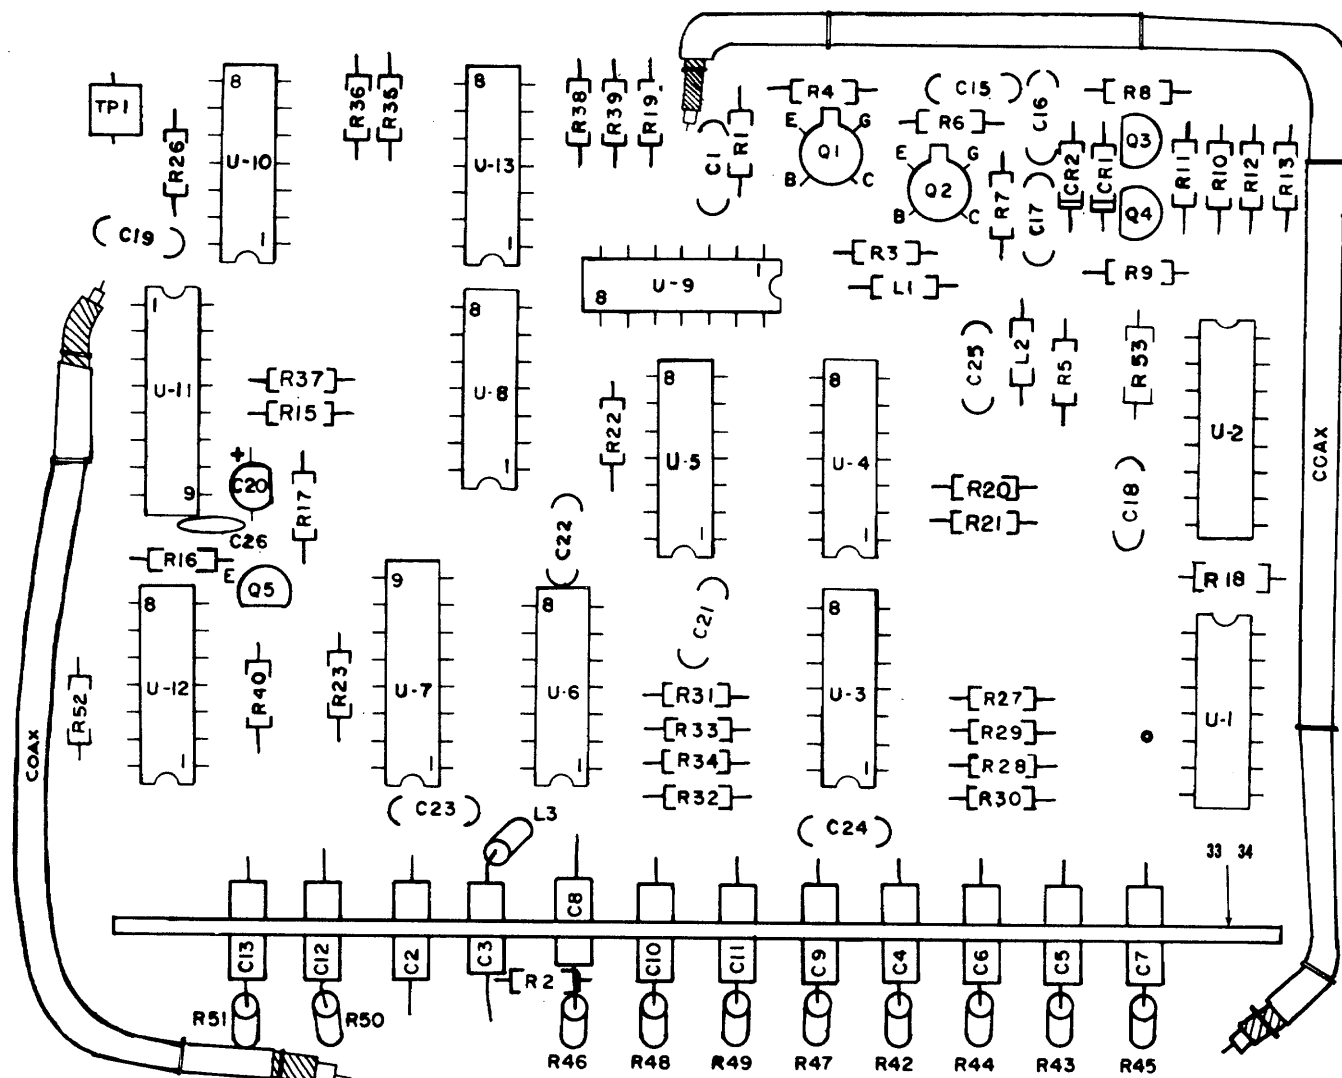 TP1
R26
8
U-10
1
R36
R35
8
U-13
1
R38
R39
R19
C1
R1
R4
E
G
Q1
B
C
C15
C16
R6
E
G
Q2
B
C
R7
C17
CR2
CR1
R8
Q3
Q4
R11
R10
R12
R13
C19
U-9
1
8
R3
L1
R9
1
U-11
9
8
U-8
1
R37
R15
R22
8
U-5
1
8
U-4
1
C25
L2
R5
R53
U-2
COAX
+
C20
R17
C26
R20
R21
C18
R16
E
Q5
C22
R18
8
U-12
1
9
U-7
1
8
U-6
1
C21
8
U-3
1
U-1
R52
R40
R23
R31
R33
R34
R32
R27
R29
R28
R30
COAX
C23
L3
C24
33 34
C13
C12
C2
C3
C8
C10
C11
C9
C4
C6
C5
C7
R2
R51
R50
R46
R48
R49
R47
R42
R44
R43
R45